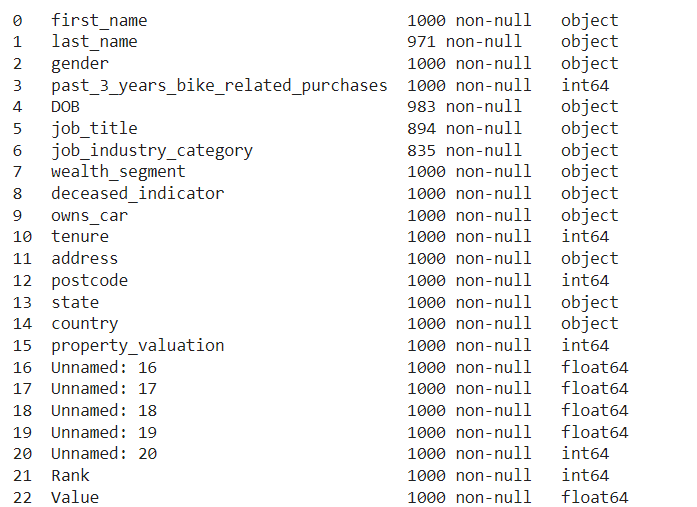 0 first_name 1000 non-null object
1 last_name 971 non-null object
2 gender 1000 non-null object
3 past_3_years_bike_related_purchases 1000 non-null int64
4 DOB 983 non-null object
5 job_title 894 non-null object
6 job_industry_category 835 non-null object
7 wealth_segment 1000 non-null object
8 deceased_indicator 1000 non-null object
9 owns_car 1000 non-null object
10 tenure 1000 non-null int64
11 address 1000 non-null object
12 postcode 1000 non-null int64
13 state 1000 non-null object
14 country 1000 non-null object
15 property_valuation 1000 non-null int64
16 Unnamed: 16 1000 non-null float64
17 Unnamed: 17 1000 non-null float64
18 Unnamed: 18 1000 non-null float64
19 Unnamed: 19 1000 non-null float64
20 Unnamed: 20 1000 non-null int64
21 Rank 1000 non-null int64
22 Value 1000 non-null float64